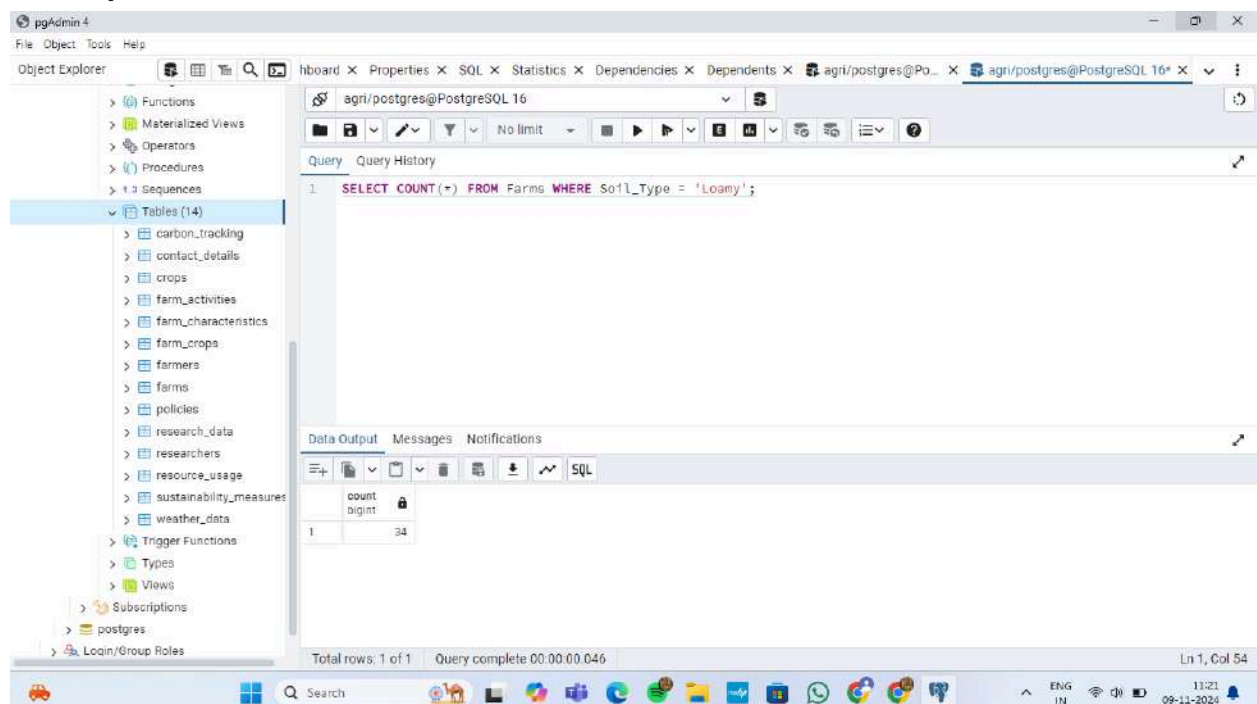 pgAdmin 4
File Object Tools Help
Object Explorer
hboard Properties SQL Statistics Dependencies Dependents agri/postgres@Po... agri/postgres@PostgreSQL 16*
Functions
Materialized Views
Operators
Procedures
1..3 Sequences
Tables (14)
carbon_tracking
contact_details
crops
farm_activities
farm_characteristics
farm_crops
farmers
farms
policies
research_data
researchers
resource_usage
sustainability_measures
weather_data
Trigger Functions
Types
Views
Subscriptions
postgres
Login/Group Roles
agri/postgres@PostgreSQL 16
No limit
Query Query History
1 SELECT COUNT(*) FROM Farms WHERE Soil_Type = 'Loamy';
Data Output Messages Notifications
SQL
count
bigint
1 34
Total rows: 1 of 1 Query complete 00:00:00.046 Ln 1, Col 54
Search
ENG
IN
11:21
09-11-2024